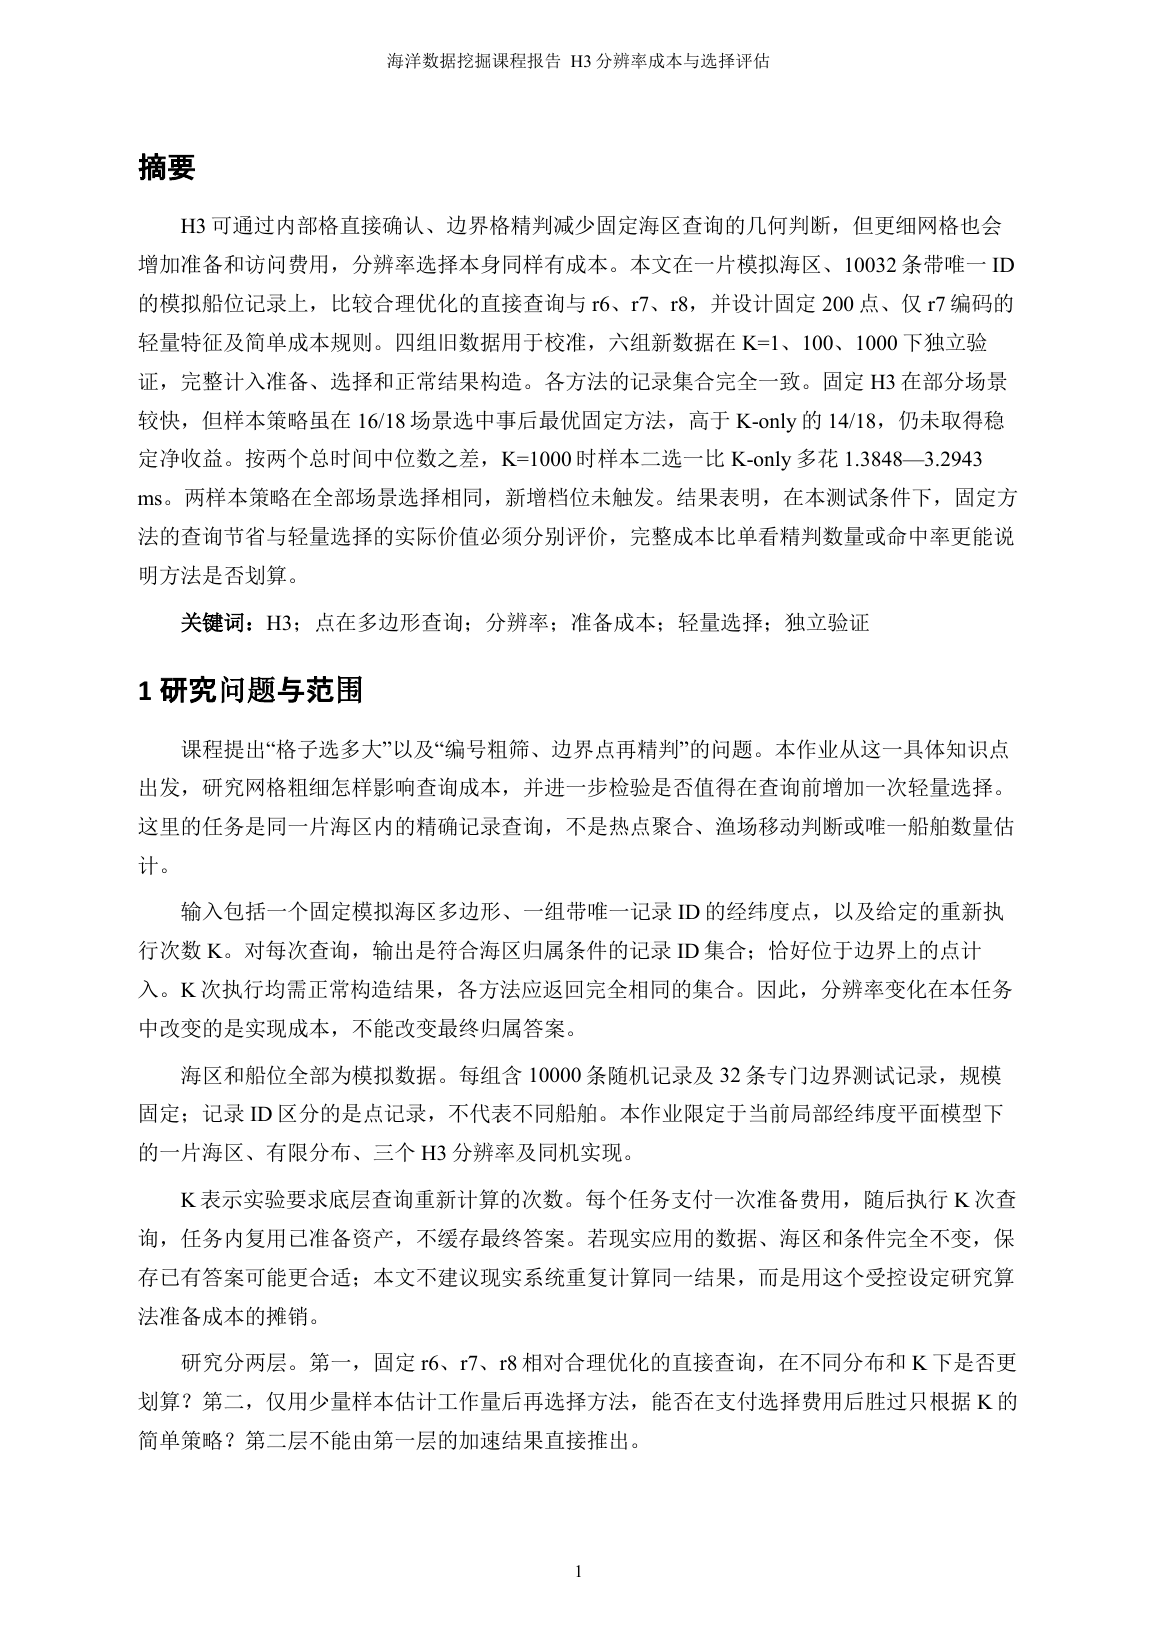 海洋数据挖掘课程报告 H3 分辨率成本与选择评估
摘要
H3 可通过内部格直接确认、边界格精判减少固定海区查询的几何判断，但更细网格也会
增加准备和访问费用，分辨率选择本身同样有成本。本文在一片模拟海区、10032 条带唯一 ID
的模拟船位记录上，比较合理优化的直接查询与 r6、r7、r8，并设计固定 200 点、仅 r7 编码的
轻量特征及简单成本规则。四组旧数据用于校准，六组新数据在 K=1、100、1000 下独立验
证，完整计入准备、选择和正常结果构造。各方法的记录集合完全一致。固定 H3 在部分场景
较快，但样本策略虽在 16/18 场景选中事后最优固定方法，高于 K-only 的 14/18，仍未取得稳
定净收益。按两个总时间中位数之差，K=1000 时样本二选一比 K-only 多花 1.3848—3.2943
ms。两样本策略在全部场景选择相同，新增档位未触发。结果表明，在本测试条件下，固定方
法的查询节省与轻量选择的实际价值必须分别评价，完整成本比单看精判数量或命中率更能说
明方法是否划算。
关键词：H3；点在多边形查询；分辨率；准备成本；轻量选择；独立验证
1 研究问题与范围
课程提出“格子选多大”以及“编号粗筛、边界点再精判”的问题。本作业从这一具体知识点
出发，研究网格粗细怎样影响查询成本，并进一步检验是否值得在查询前增加一次轻量选择。
这里的任务是同一片海区内的精确记录查询，不是热点聚合、渔场移动判断或唯一船舶数量估
计。
输入包括一个固定模拟海区多边形、一组带唯一记录 ID 的经纬度点，以及给定的重新执
行次数 K。对每次查询，输出是符合海区归属条件的记录 ID 集合；恰好位于边界上的点计
入。K 次执行均需正常构造结果，各方法应返回完全相同的集合。因此，分辨率变化在本任务
中改变的是实现成本，不能改变最终归属答案。
海区和船位全部为模拟数据。每组含 10000 条随机记录及 32 条专门边界测试记录，规模
固定；记录 ID 区分的是点记录，不代表不同船舶。本作业限定于当前局部经纬度平面模型下
的一片海区、有限分布、三个 H3 分辨率及同机实现。
K 表示实验要求底层查询重新计算的次数。每个任务支付一次准备费用，随后执行 K 次查
询，任务内复用已准备资产，不缓存最终答案。若现实应用的数据、海区和条件完全不变，保
存已有答案可能更合适；本文不建议现实系统重复计算同一结果，而是用这个受控设定研究算
法准备成本的摊销。
研究分两层。第一，固定 r6、r7、r8 相对合理优化的直接查询，在不同分布和 K 下是否更
划算？第二，仅用少量样本估计工作量后再选择方法，能否在支付选择费用后胜过只根据 K 的
简单策略？第二层不能由第一层的加速结果直接推出。
1